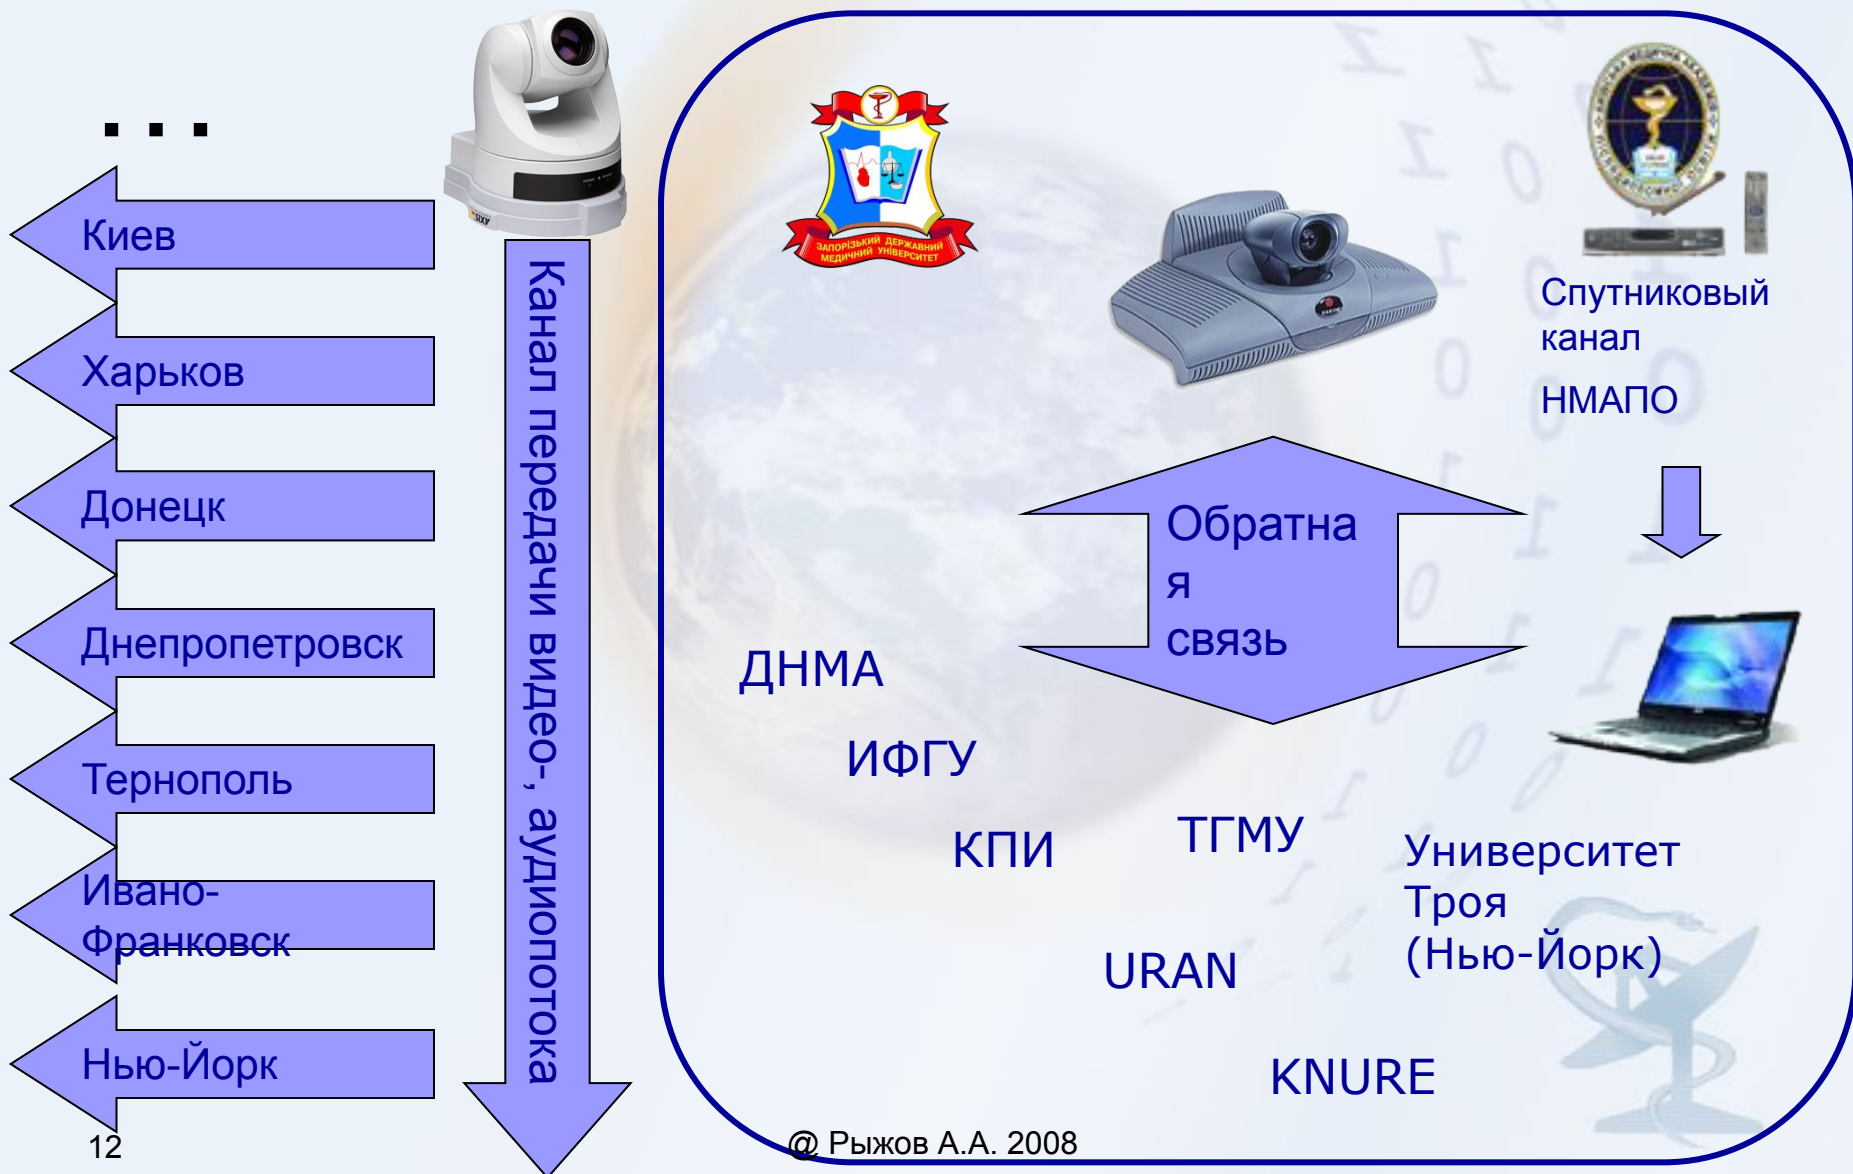 . . .
Киев
Харьков
Донецк
Днепропетровск
Тернополь
Ивано-
Франковск
Нью-Йорк
12
AXIS
Канал передачи видео-, аудиопотока
ЗАПОРІЗЬКИЙ ДЕРЖАВНИЙ
МЕДИЧНИЙ УНІВЕРСИТЕТ
Спутниковый
канал
НМАПО
Обратна
я
связь
ДНМА
ИФГУ
КПИ
ТГМУ
Университет
Троя
(Нью-Йорк)
URAN
KNURE
@ Рыжов А.А. 2008